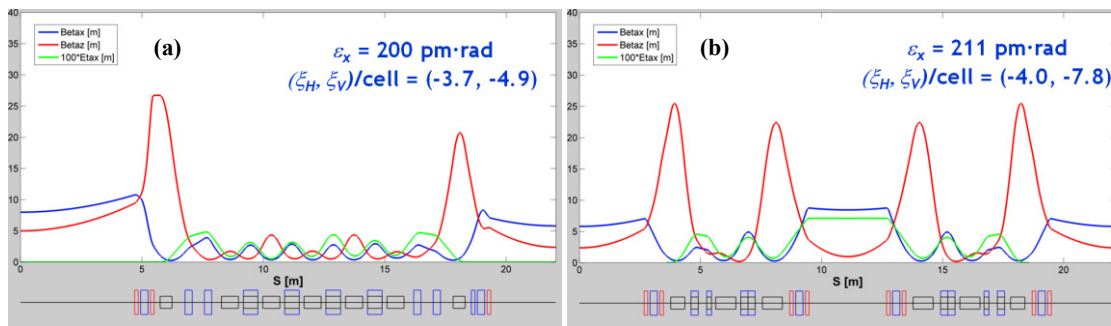 40
35
30
25
20
15
10
5
0
Betax [m]
Betaz [m]
100*Etax [m]
(a)
εx = 200 pm·rad
(ξH, ξV)/cell = (-3.7, -4.9)
0 5 10 15 20
S [m]
40
35
30
25
20
15
10
5
0
Betax [m]
Betaz [m]
100*Etax [m]
(b)
εx = 211 pm·rad
(ξH, ξV)/cell = (-4.0, -7.8)
0 5 10 15 20
S [m]